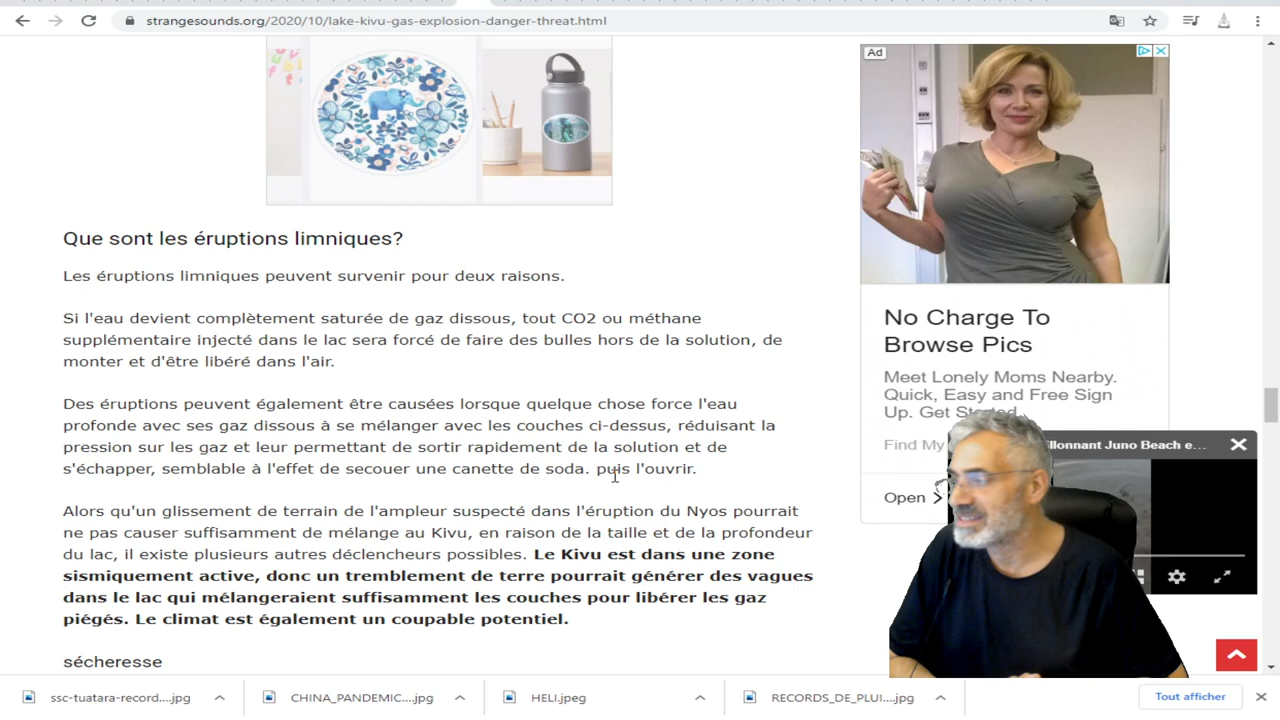 strangesounds.org/2020/10/lake-kivu-gas-explosion-danger-threat.html
Ad
Que sont les éruptions limniques?
Les éruptions limniques peuvent survenir pour deux raisons.
Si l'eau devient complètement saturée de gaz dissous, tout CO2 ou méthane
supplémentaire injecté dans le lac sera forcé de faire des bulles hors de la solution, de
monter et d'être libéré dans l'air.
Des éruptions peuvent également être causées lorsque quelque chose force l'eau
profonde avec ses gaz dissous à se mélanger avec les couches ci-dessus, réduisant la
pression sur les gaz et leur permettant de sortir rapidement de la solution et de
s'échapper, semblable à l'effet de secouer une canette de soda. puis l'ouvrir.
Alors qu'un glissement de terrain de l'ampleur suspecté dans l'éruption du Nyos pourrait
ne pas causer suffisamment de mélange au Kivu, en raison de la taille et de la profondeur
du lac, il existe plusieurs autres déclencheurs possibles. Le Kivu est dans une zone
sismiquement active, donc un tremblement de terre pourrait générer des vagues
dans le lac qui mélangeraient suffisamment les couches pour libérer les gaz
piégés. Le climat est également un coupable potentiel.
sécheresse
No Charge To
Browse Pics
Meet Lonely Moms Nearby.
Quick, Easy and Free Sign
Up. Get
Find My
Open
Juno Beach e...
ssc-tuatara-record....jpg
CHINA_PANDEMIC....jpg
HELI.jpeg
RECORDS_DE_PLUI....jpg
Tout afficher